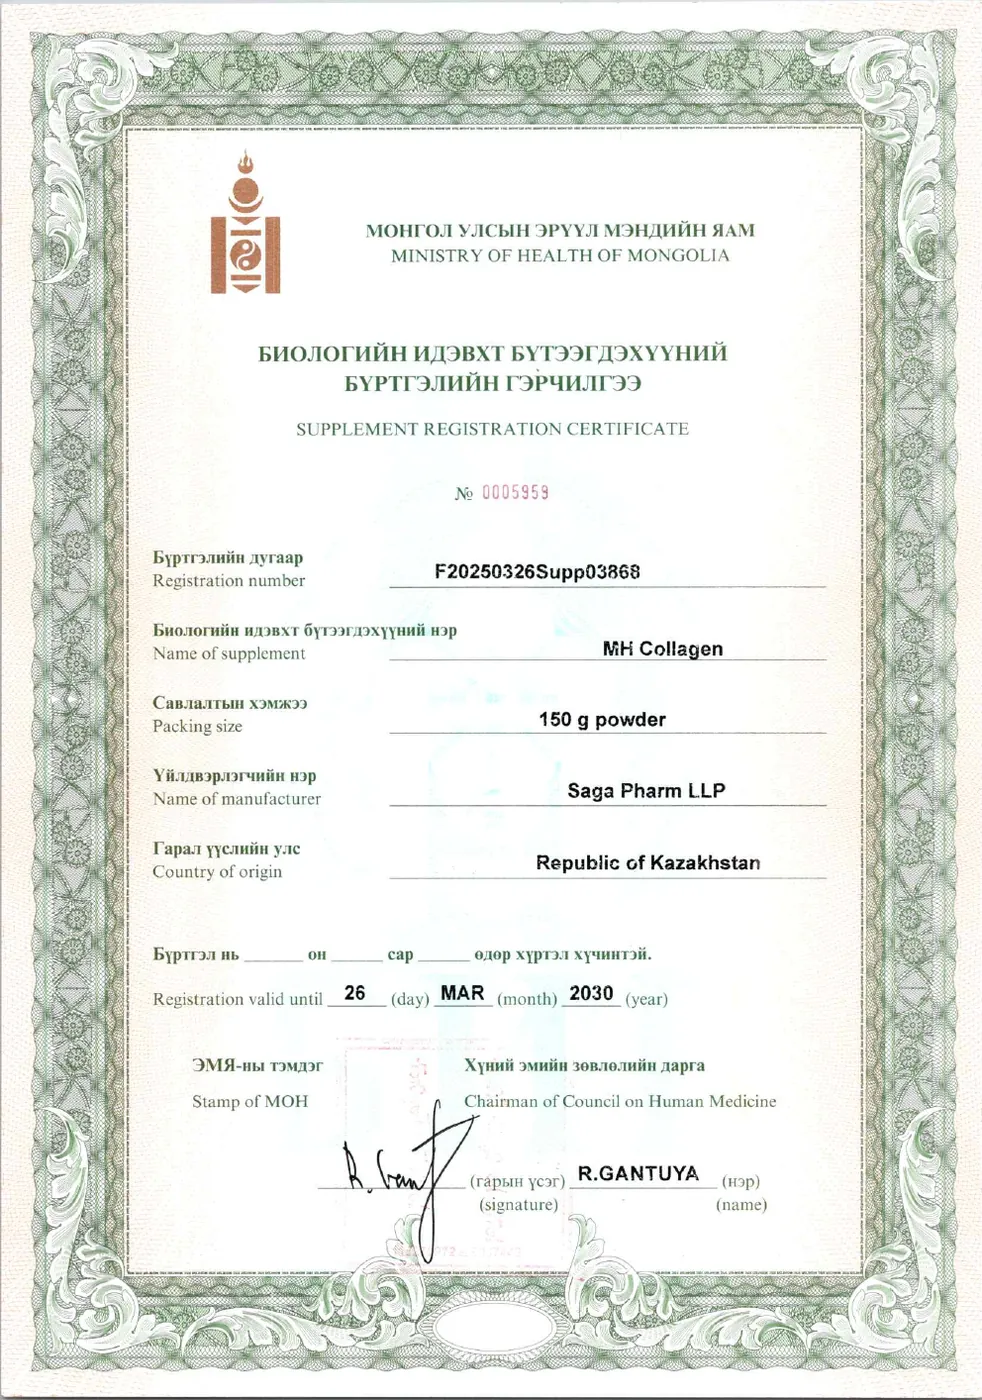 МОНГОЛ УЛСЫН ЭРҮҮЛ МЭНДИЙН ЯАМ
MINISTRY OF HEALTH OF MONGOLIA
БИОЛОГИЙН ИДЭВХТ БҮТЭЭГДЭХҮҮНИЙ
БҮРТГЭЛИЙН ГЭРЧИЛГЭЭ
SUPPLEMENT REGISTRATION CERTIFICATE
№ 0005959
Бүртгэлийн дугаар
Registration number F20250326Supp03868
Биологийн идэвхт бүтээгдэхүүний нэр
Name of supplement MH Collagen
Савлалтын хэмжээ
Packing size 150 g powder
Үйлдвэрлэгчийн нэр
Name of manufacturer Saga Pharm LLP
Гарал үүслийн улс
Country of origin Republic of Kazakhstan
Бүртгэл нь ______ он ______ сар ______ өдөр хүртэл хүчинтэй.
Registration valid until 26 (day) MAR (month) 2030 (year)
ЭМЯ-ны тэмдэг Хүний эмийн зөвлөлийн дарга
Stamp of MOH Chairman of Council on Human Medicine
R. Gant (гарын үсэг) R.GANTUYA (нэр)
(signature) (name)